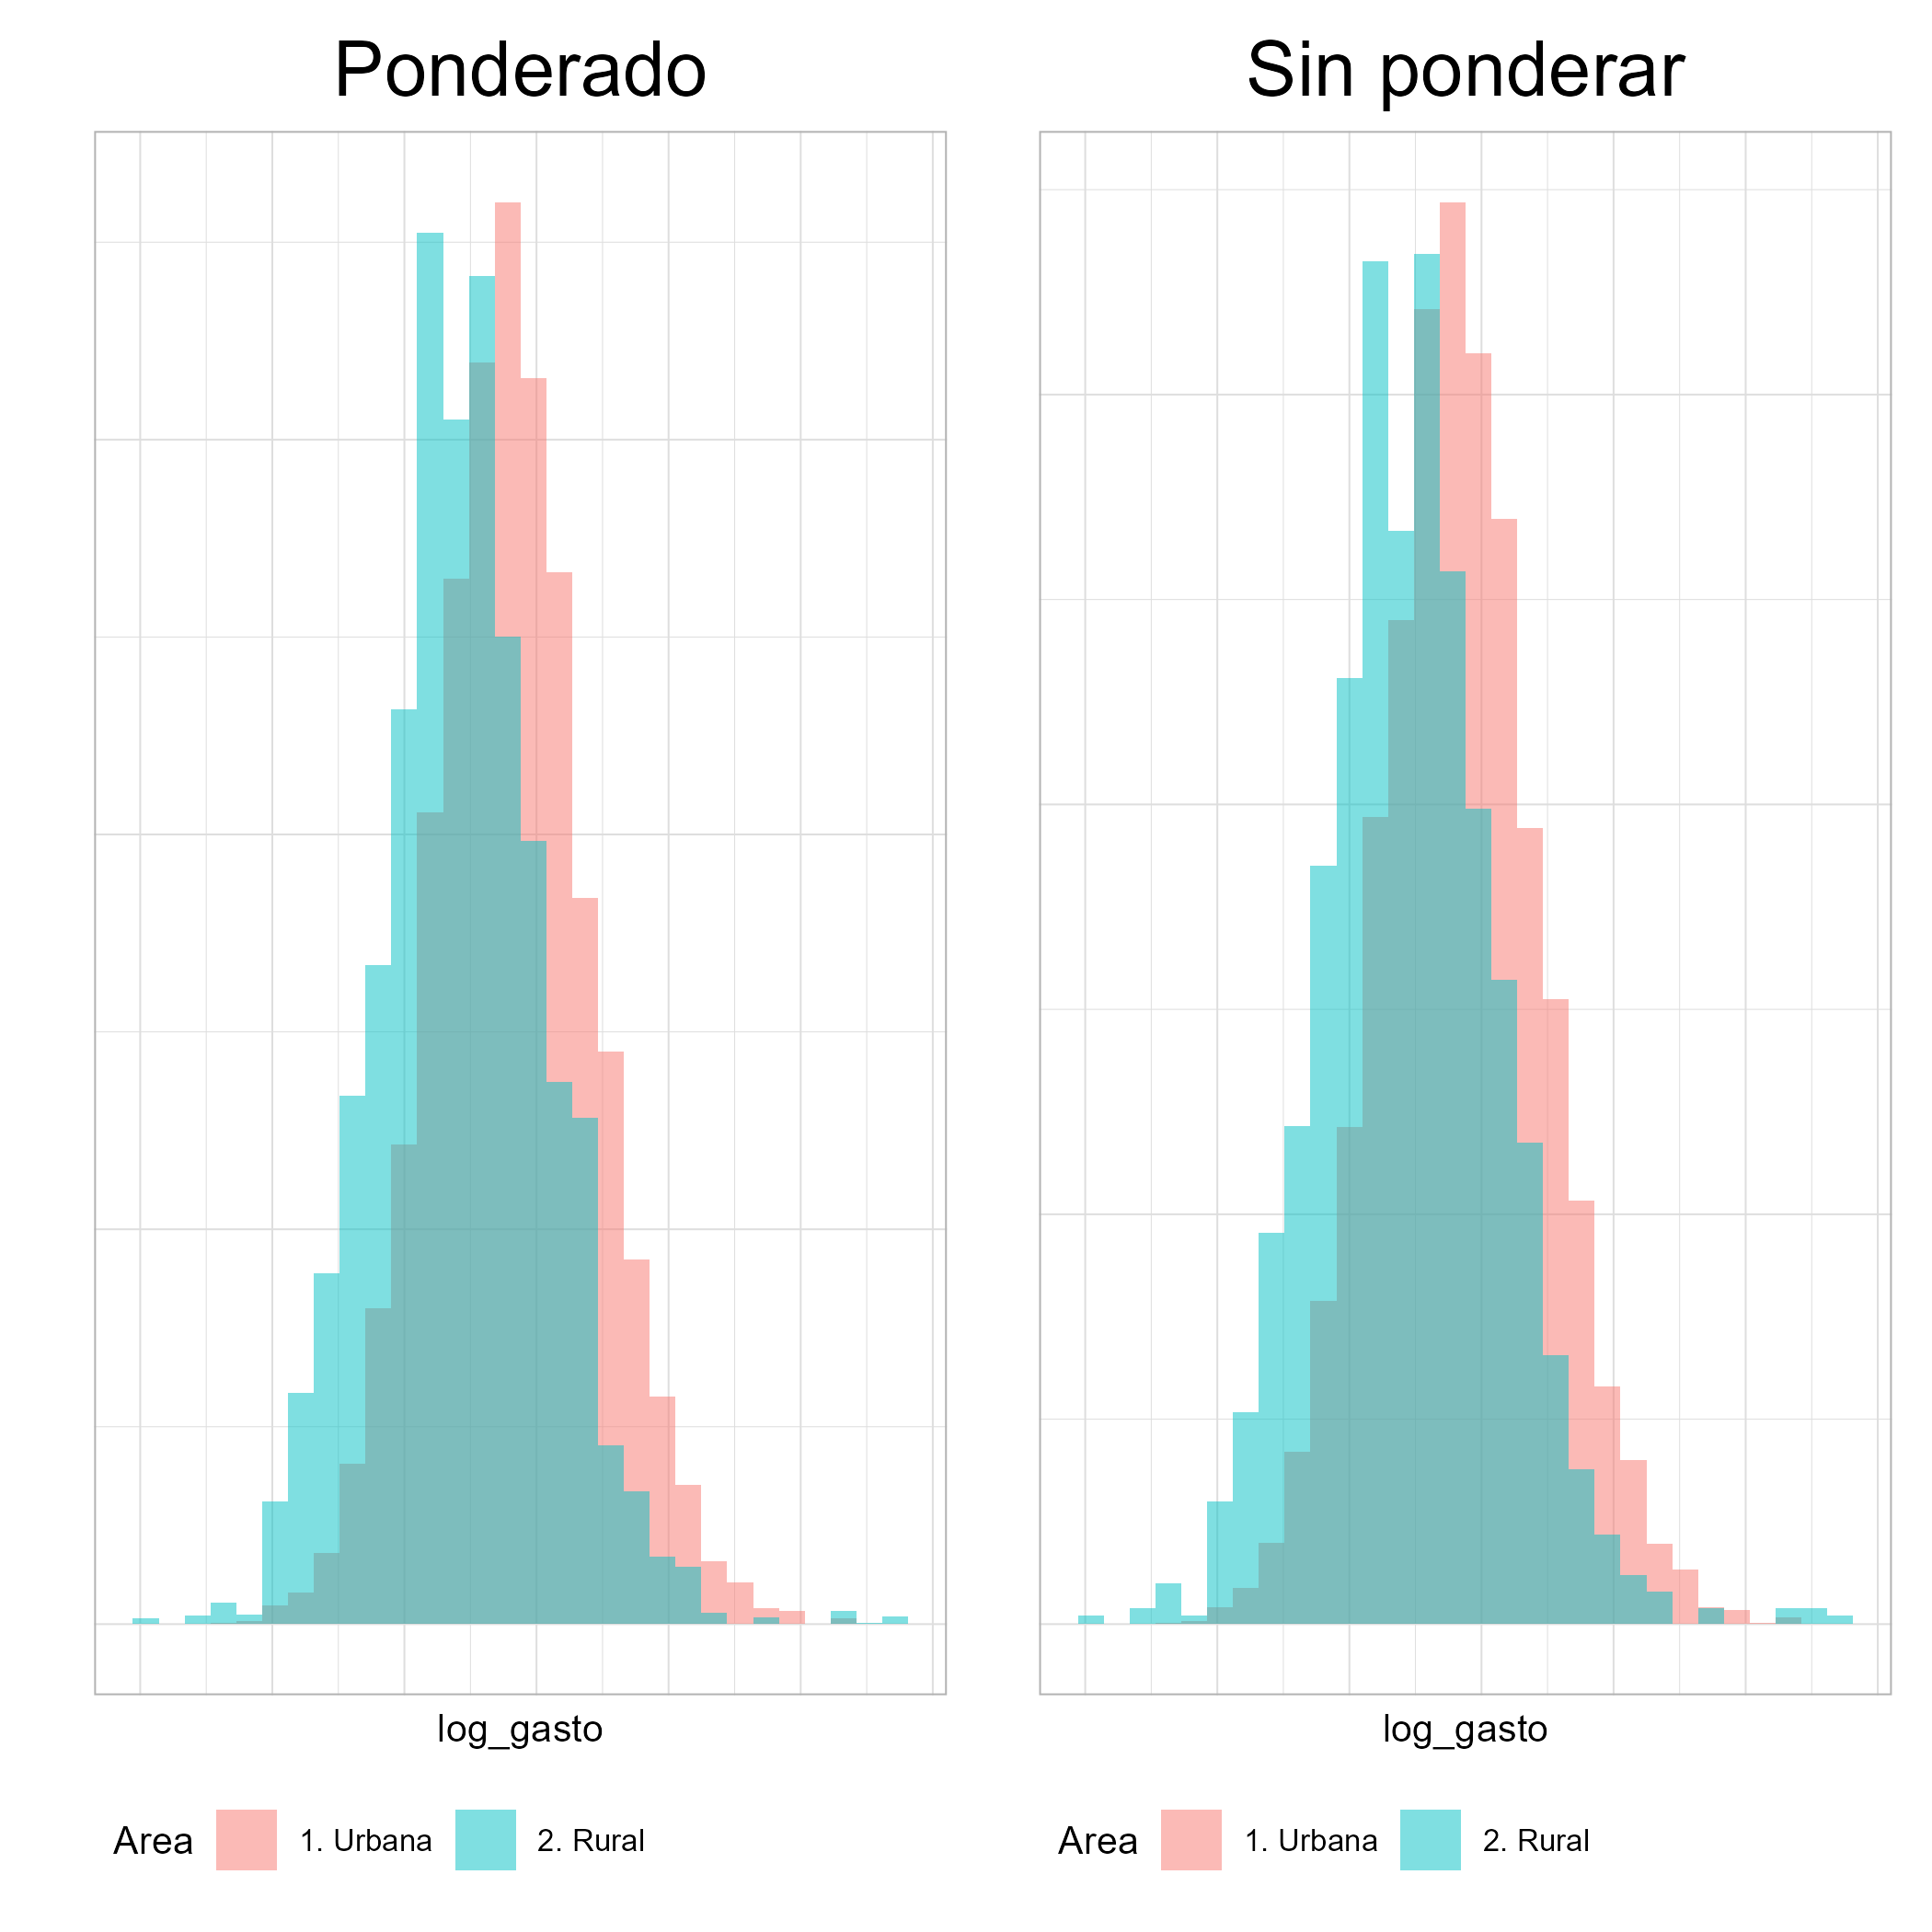 Ponderado
log_gasto
Area 1. Urbana 2. Rural
Sin ponderar
log_gasto
Area 1. Urbana 2. Rural